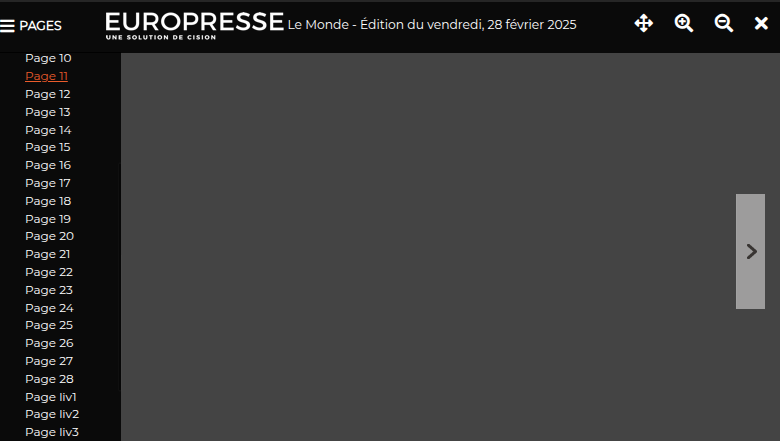 PAGES
EUROPRESSE
UNE SOLUTION DE CISION
Le Monde - Édition du vendredi, 28 février 2025
Page 10
Page 11
Page 12
Page 13
Page 14
Page 15
Page 16
Page 17
Page 18
Page 19
Page 20
Page 21
Page 22
Page 23
Page 24
Page 25
Page 26
Page 27
Page 28
Page liv1
Page liv2
Page liv3